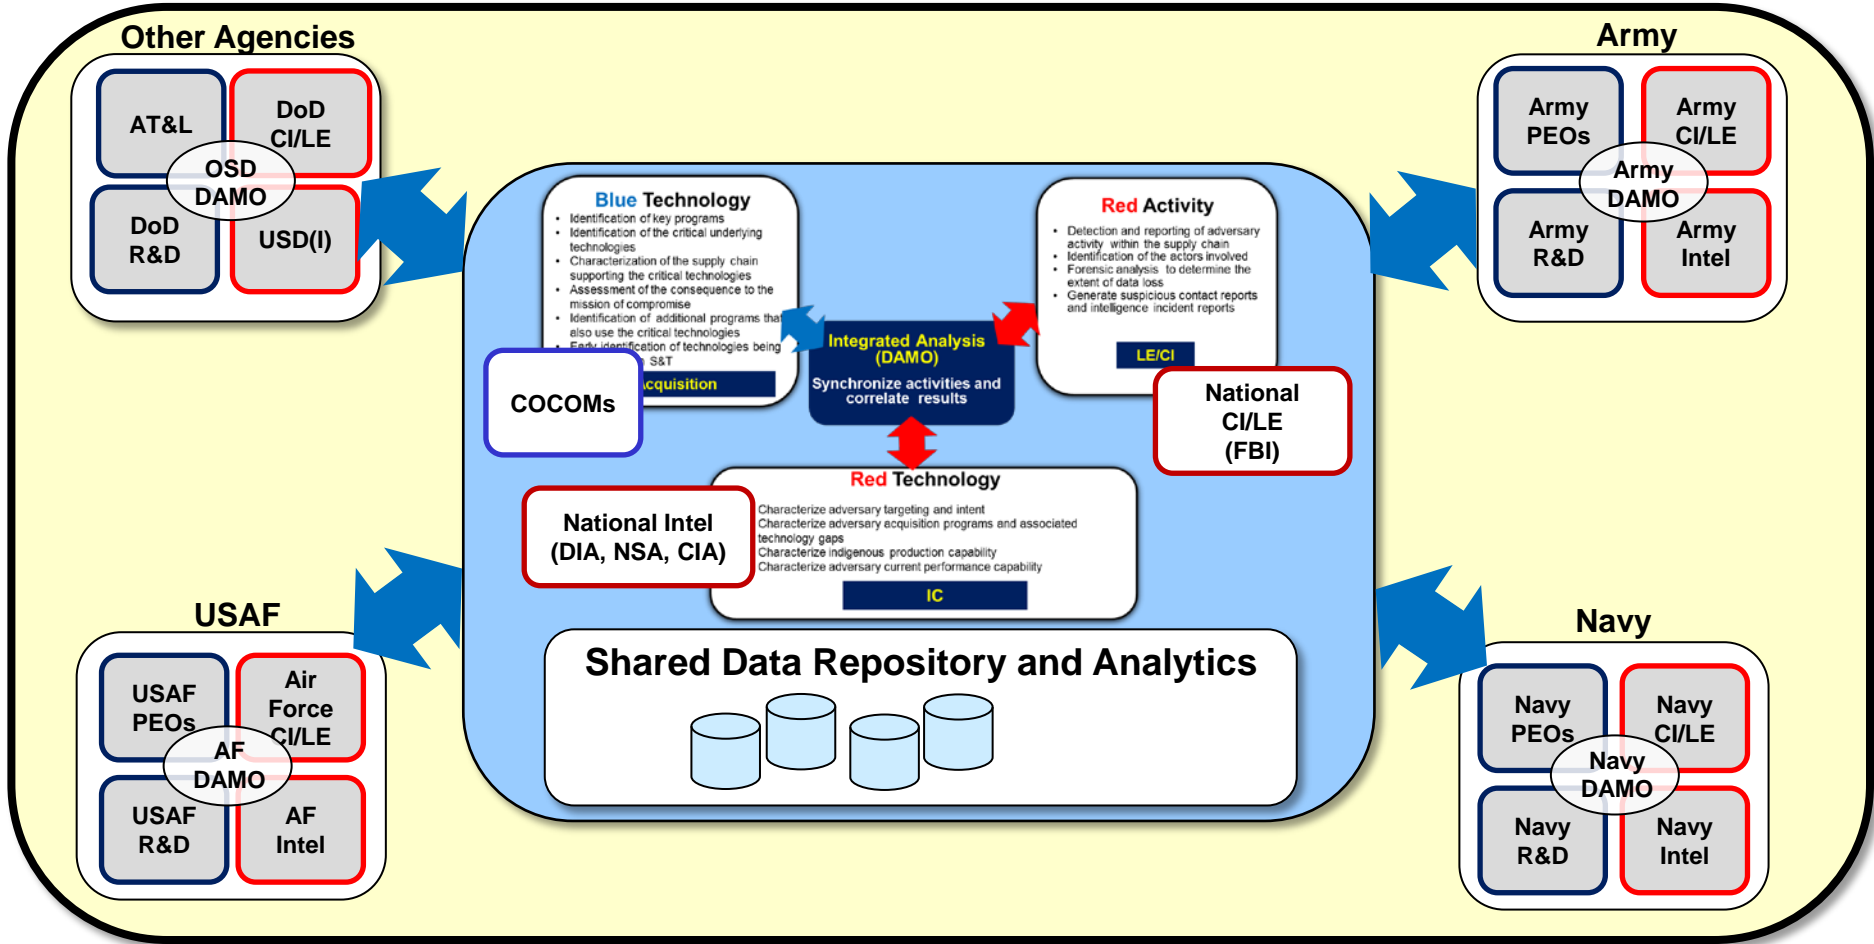 Other Agencies
AT&L
DoD
CI/LE
OSD
DAMO
DoD
R&D
USD(I)
Army
Army
PEOs
Army
CI/LE
Army
DAMO
Army
R&D
Army
Intel
Blue Technology
• Identification of key programs
• Identification of the critical underlying
technologies
• Characterization of the supply chain
supporting the critical technologies
• Assessment of the consequence to the
mission of compromise
• Identification of additional programs that
also use the critical technologies
• Early identification of technologies being
S&T
Acquisition
COCOMs
Integrated Analysis
(DAMO)
Synchronize activities and
correlate results
Red Activity
• Detection and reporting of adversary
activity within the supply chain
• Identification of the actors involved
• Forensic analysis to determine the
extent of data loss
• Generate suspicious contact reports
and intelligence incident reports
LE/CI
National
CI/LE
(FBI)
Red Technology
Characterize adversary targeting and intent
Characterize adversary acquisition programs and associated
technology gaps
Characterize indigenous production capability
Characterize adversary current performance capability
IC
National Intel
(DIA, NSA, CIA)
Shared Data Repository and Analytics
USAF
USAF
PEOs
Air
Force
CI/LE
AF
DAMO
USAF
R&D
AF
Intel
Navy
Navy
PEOs
Navy
CI/LE
Navy
DAMO
Navy
R&D
Navy
Intel